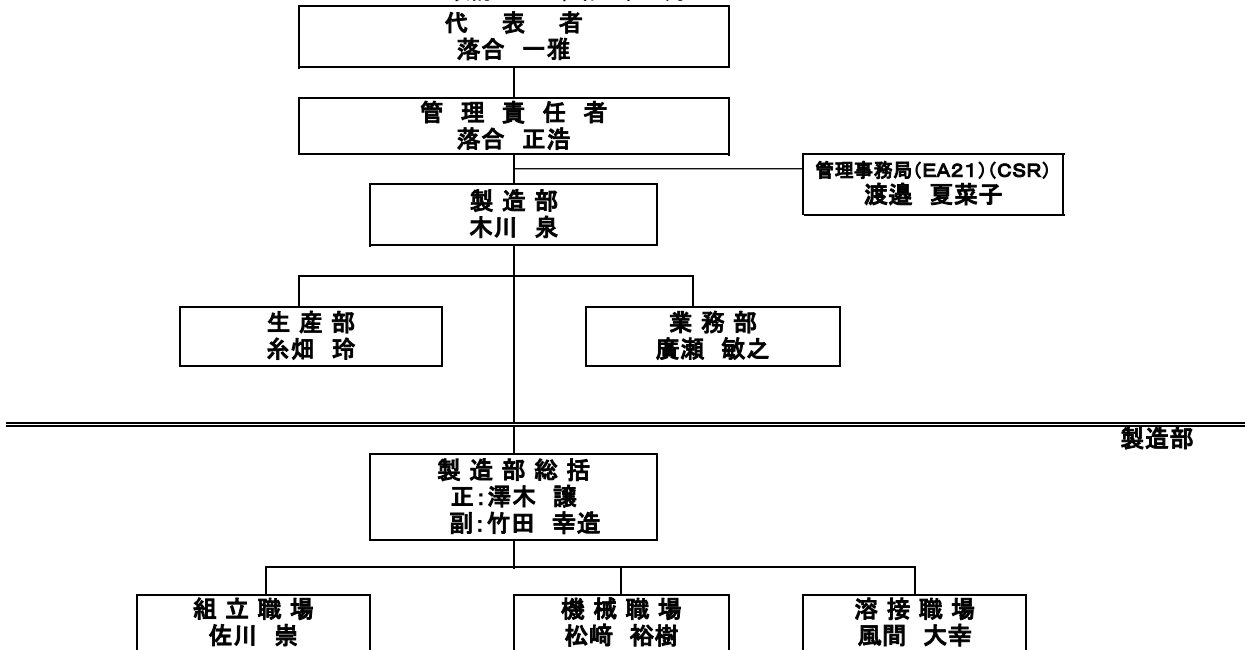 代 表 者
落合 一雅
管 理 責 任 者
落合 正浩
管理事務局(EA21)(CSR)
渡邉 夏菜子
製 造 部
木川 泉
生 産 部
糸畑 玲
業 務 部
廣瀬 敏之
製造部
製 造 部 総 括
正:澤木 譲
副:竹田 幸造
組 立 職 場
佐川 崇
機 械 職 場
松﨑 裕樹
溶 接 職 場
風間 大幸